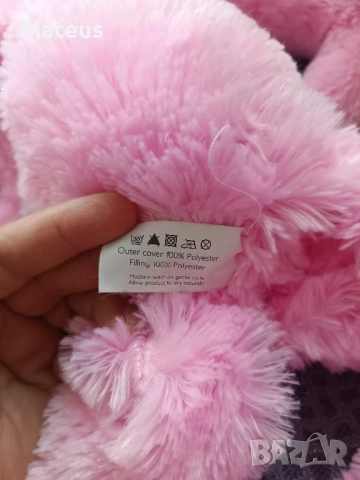 Mateus
30
Outer cover 100% Polyester
Filling 100% Polyester
Machine wash on gentle cycle
Allow product to dry naturally
BAZAR